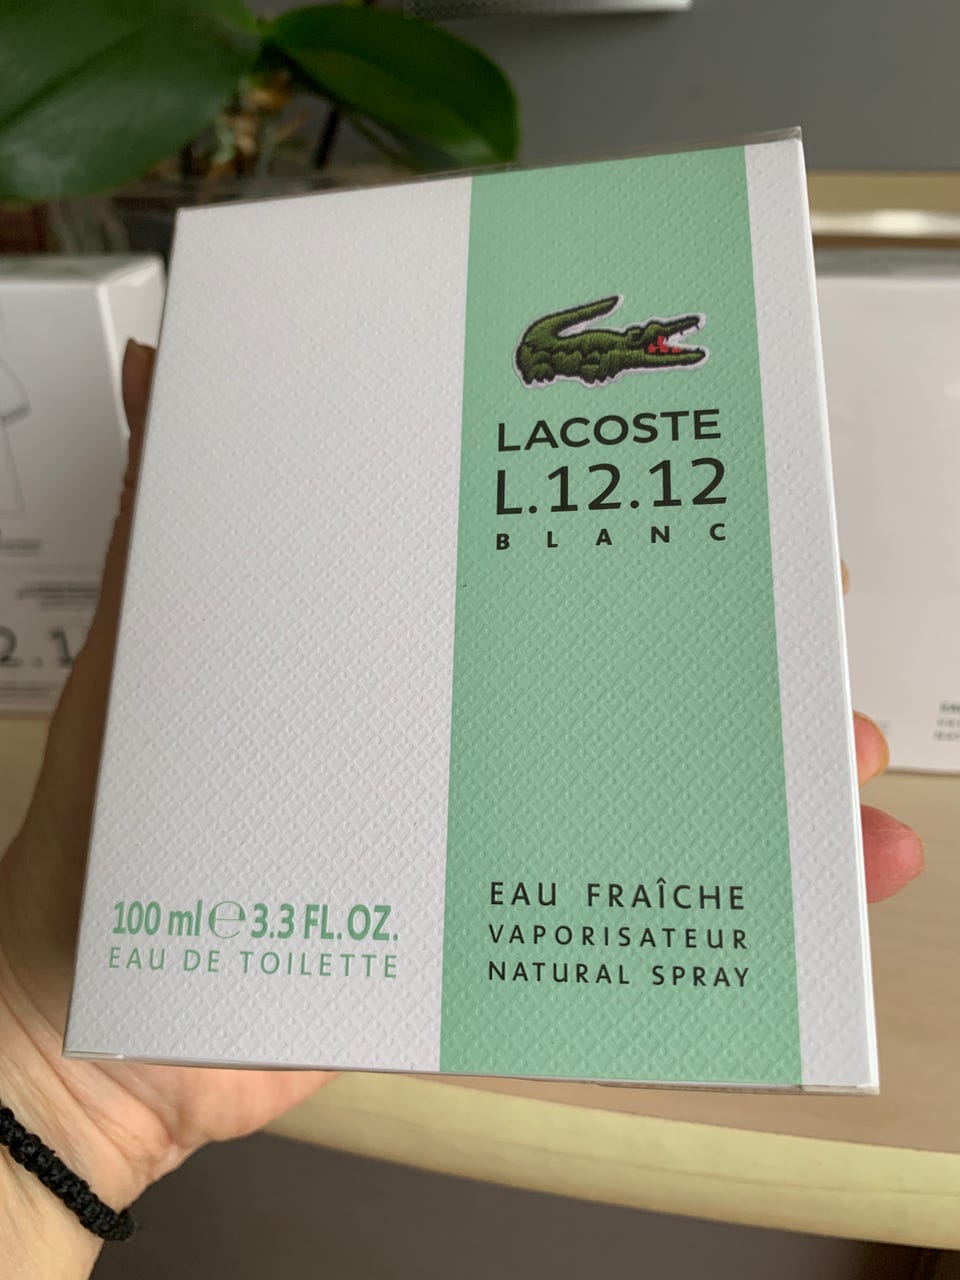 LACOSTE
L.12.12
BLANC
EAU FRAÎCHE
VAPORISATEUR
NATURAL SPRAY
100 ml ℮ 3.3 FL.OZ.
EAU DE TOILETTE